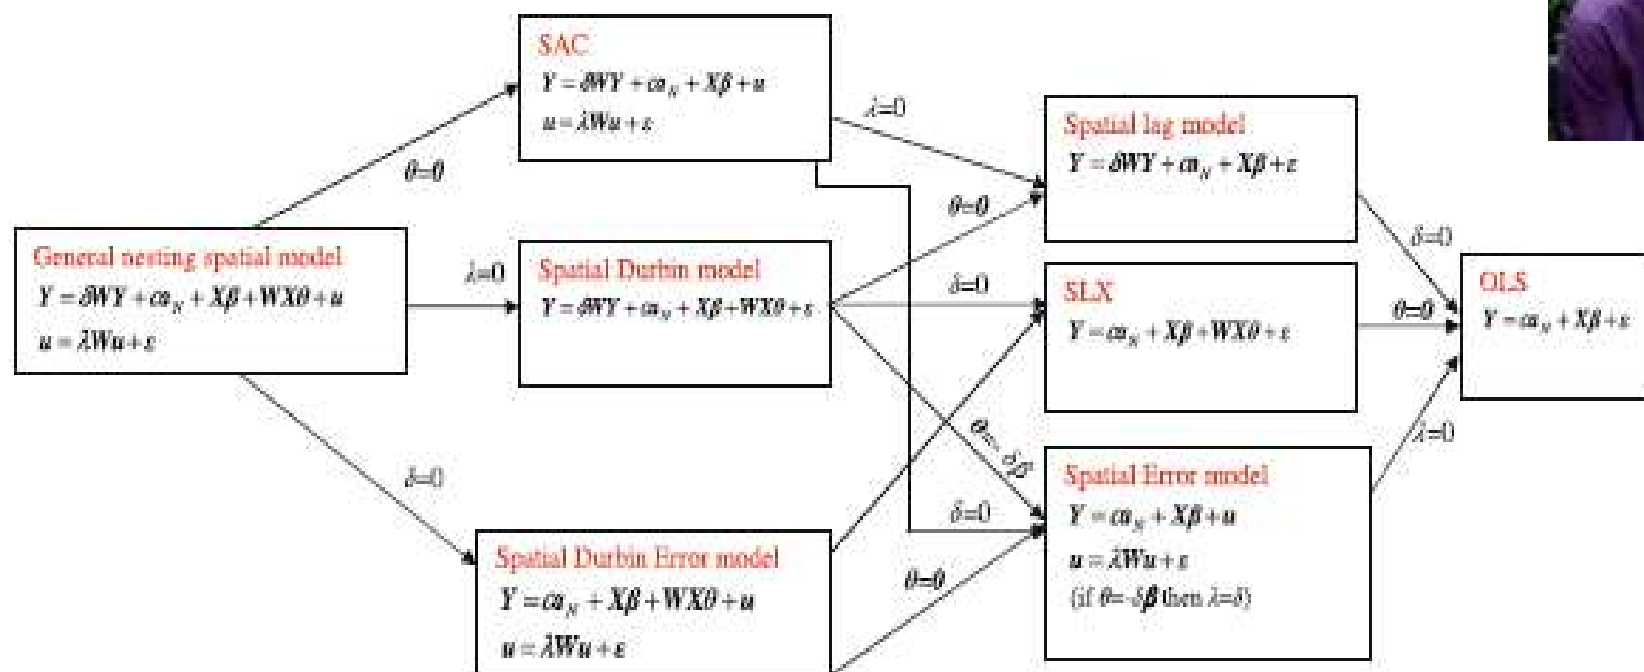 SAC
Y = δWY + αι_N + Xβ + u
u = λWu + ε
θ=0
λ=0
Spatial lag model
Y = δWY + αι_N + Xβ + ε
θ=0
General nesting spatial model
Y = δWY + αι_N + Xβ + WXθ + u
u = λWu + ε
λ=0
Spatial Durbin model
Y = δWY + αι_N + Xβ + WXθ + ε
δ=0
SLX
Y = αι_N + Xβ + WXθ + ε
δ=0
θ=0
OLS
Y = αι_N + Xβ + ε
θ=-δβ
δ=0
Spatial Durbin Error model
Y = αι_N + Xβ + WXθ + u
u = λWu + ε
δ=0
θ=0
Spatial Error model
Y = αι_N + Xβ + u
u = λWu + ε
(if θ=-δβ then λ=δ)
λ=0